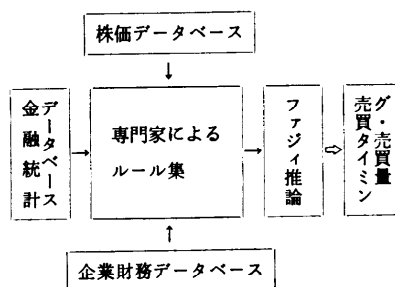 株価データベース
金融統計
データベース
専門家による
ルール集
ファジィ推論
売買タイミン
グ・売買量
企業財務データベース